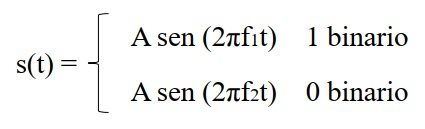 A sen (2πf₁t) 1 binario
s(t) =
A sen (2πf₂t) 0 binario